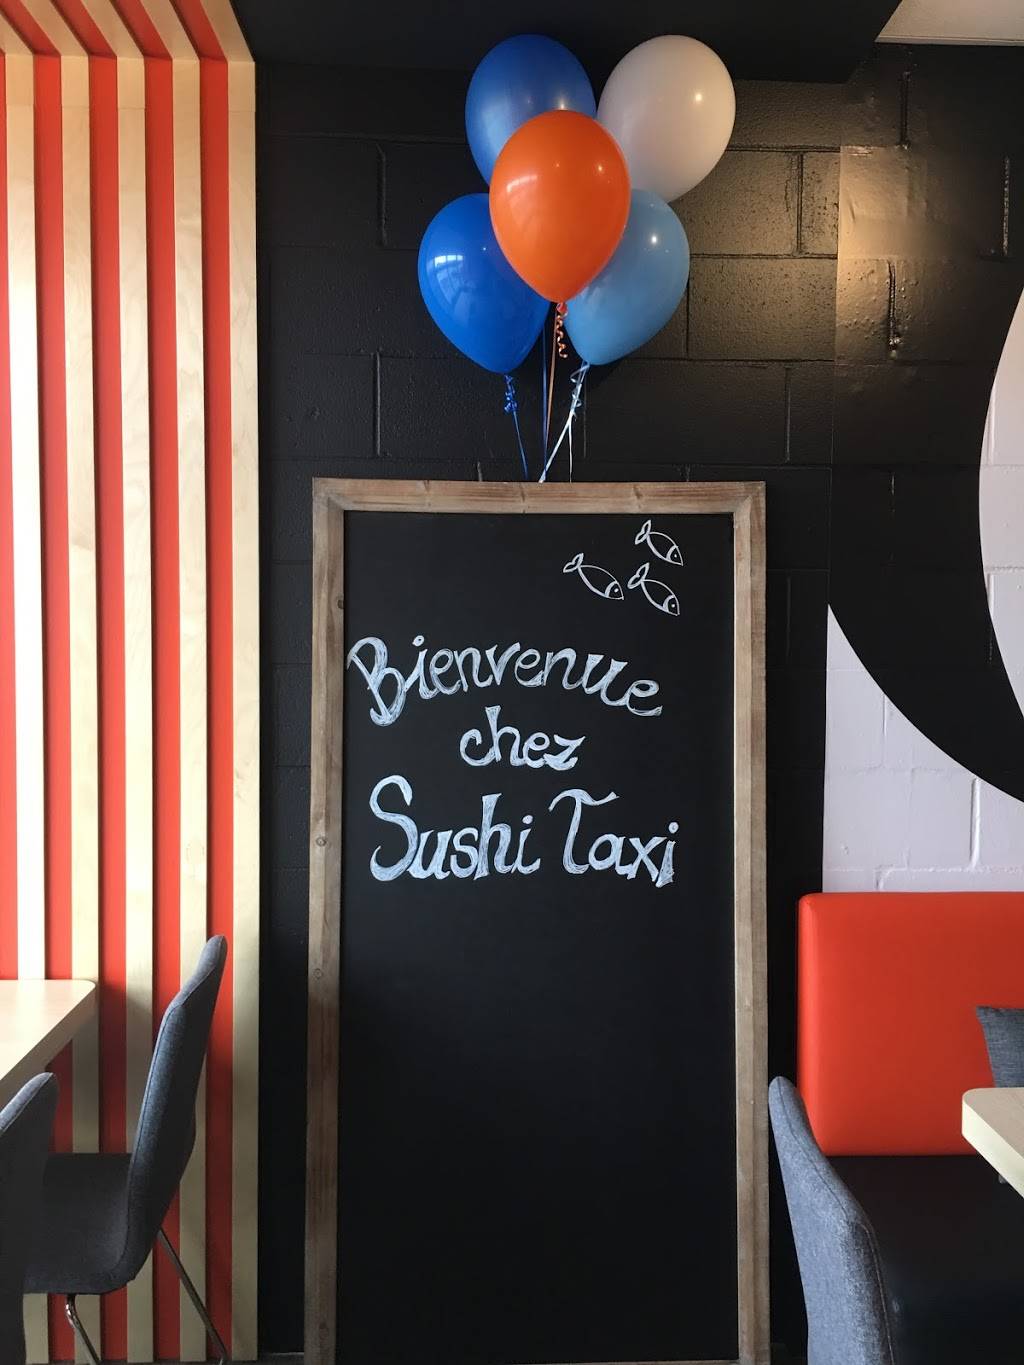 Bienvenue
chez
Sushi Taxi